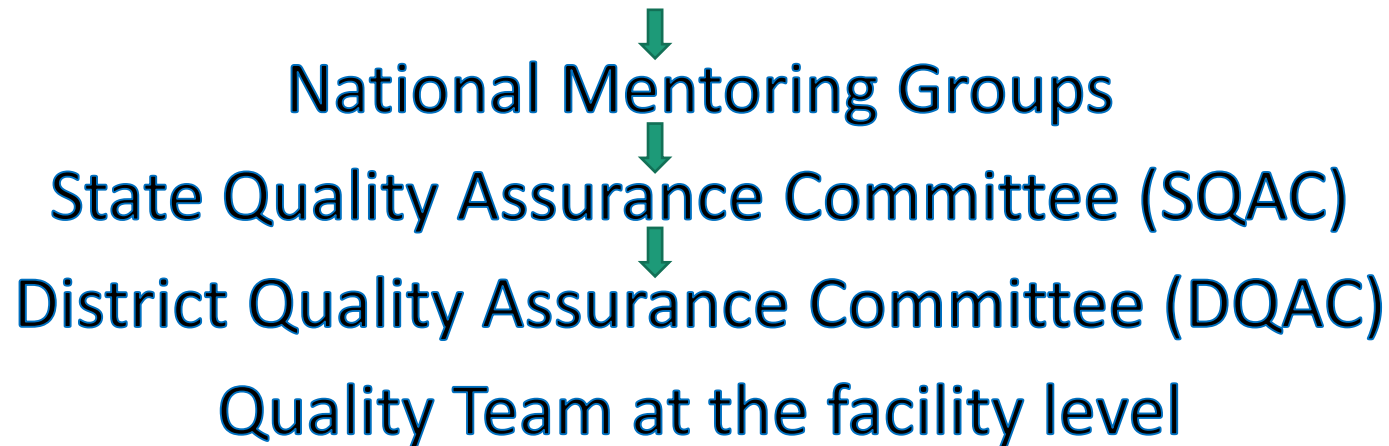 National Mentoring Groups
State Quality Assurance Committee (SQAC)
District Quality Assurance Committee (DQAC)
Quality Team at the facility level